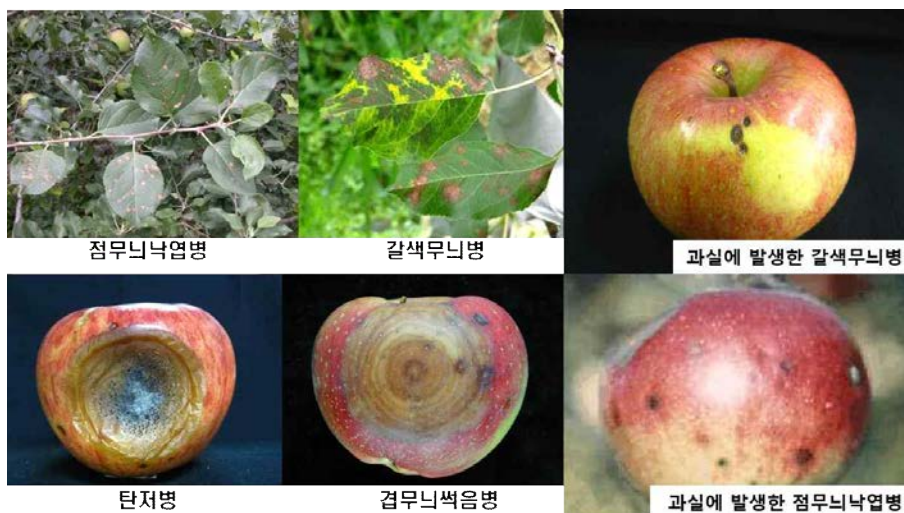 점무늬낙엽병
갈색무늬병
과실에 발생한 갈색무늬병
탄저병
겹무늬썩음병
과실에 발생한 점무늬낙엽병